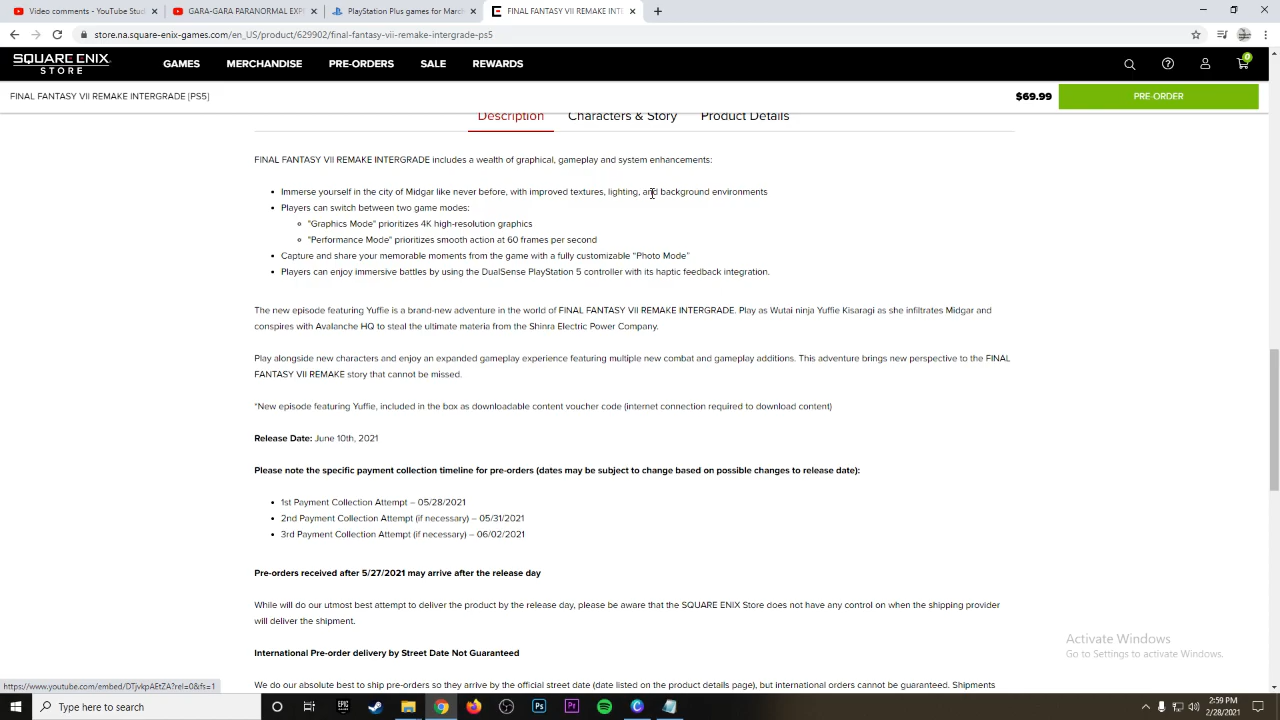 Video comments - YouTube Stud
GARA-GARA PARANORMAL EXP
PlayStation Plus games for March
FINAL FANTASY VII REMAKE INTE
store.na.square-enix-games.com/en_US/product/629902/final-fantasy-vii-remake-intergrade-ps5
SQUARE ENIX
STORE
GAMES MERCHANDISE PRE-ORDERS SALE REWARDS
0
FINAL FANTASY VII REMAKE INTERGRADE [PS5] $69.99 PRE-ORDER
Description Characters & Story Product Details
FINAL FANTASY VII REMAKE INTERGRADE includes a wealth of graphical, gameplay and system enhancements:
Immerse yourself in the city of Midgar like never before, with improved textures, lighting, and background environments
Players can switch between two game modes:
"Graphics Mode" prioritizes 4K high-resolution graphics
"Performance Mode" prioritizes smooth action at 60 frames per second
Capture and share your memorable moments from the game with a fully customizable “Photo Mode”
Players can enjoy immersive battles by using the DualSense PlayStation 5 controller with its haptic feedback integration.
The new episode featuring Yuffie is a brand-new adventure in the world of FINAL FANTASY VII REMAKE INTERGRADE. Play as Wutai ninja Yuffie Kisaragi as she infiltrates Midgar and
conspires with Avalanche HQ to steal the ultimate materia from the Shinra Electric Power Company.
Play alongside new characters and enjoy an expanded gameplay experience featuring multiple new combat and gameplay additions. This adventure brings new perspective to the FINAL
FANTASY VII REMAKE story that cannot be missed.
*New episode featuring Yuffie, included in the box as downloadable content voucher code (internet connection required to download content)
Release Date: June 10th, 2021
Please note the specific payment collection timeline for pre-orders (dates may be subject to change based on possible changes to release date):
1st Payment Collection Attempt – 05/28/2021
2nd Payment Collection Attempt (if necessary) – 05/31/2021
3rd Payment Collection Attempt (if necessary) – 06/02/2021
Pre-orders received after 5/27/2021 may arrive after the release day
While will do our utmost best attempt to deliver the product by the release day, please be aware that the SQUARE ENIX Store does not have any control on when the shipping provider
will deliver the shipment.
International Pre-order delivery by Street Date Not Guaranteed
We do our absolute best to ship pre-orders so they arrive by the official street date (date listed on the product details page), but international orders cannot be guaranteed. Shipments
Activate Windows
Go to Settings to activate Windows.
https://www.youtube.com/embed/DTjvkpAEtZA?rel=0&fs=1
Type here to search
EPIC
Ps
Pr
2:59 PM
2/28/2021